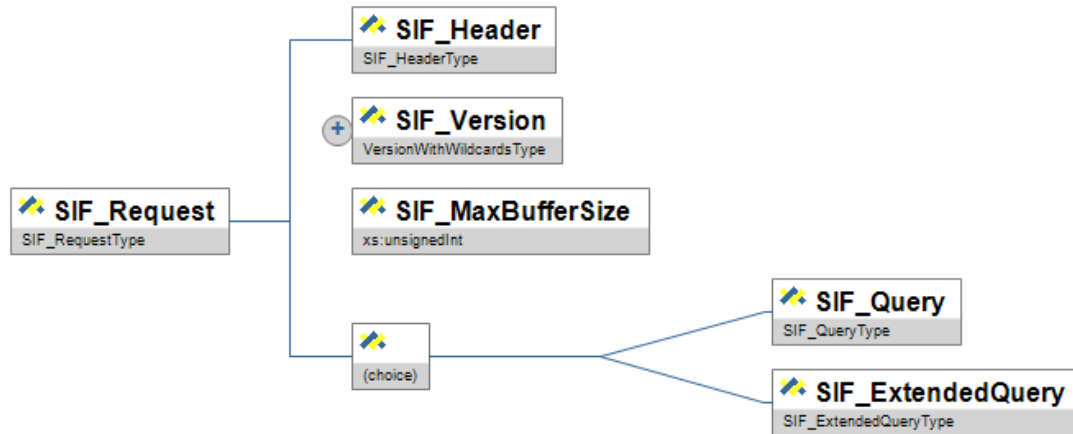 SIF_Header
SIF_HeaderType
+
SIF_Version
VersionWithWildcardsType
SIF_Request
SIF_RequestType
SIF_MaxBufferSize
xs:unsignedInt
SIF_Query
SIF_QueryType
(choice)
SIF_ExtendedQuery
SIF_ExtendedQueryType